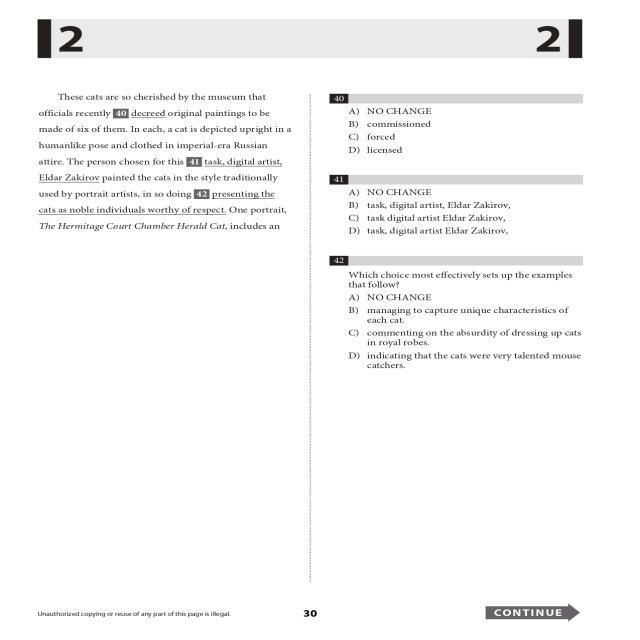 2
2
These cats are so cherished by the museum that
officials recently 40 decreed original paintings to be
made of six of them. In each, a cat is depicted upright in a
humanlike pose and clothed in imperial-era Russian
attire. The person chosen for this 41 task, digital artist,
Eldar Zakirov painted the cats in the style traditionally
used by portrait artists, in so doing 42 presenting the
cats as noble individuals worthy of respect. One portrait,
The Hermitage Court Chamber Herald Cat, includes an
40
A) NO CHANGE
B) commissioned
C) forced
D) licensed
41
A) NO CHANGE
B) task, digital artist, Eldar Zakirov,
C) task digital artist Eldar Zakirov,
D) task, digital artist Eldar Zakirov,
42
Which choice most effectively sets up the examples
that follow?
A) NO CHANGE
B) managing to capture unique characteristics of
each cat.
C) commenting on the absurdity of dressing up cats
in royal robes.
D) indicating that the cats were very talented mouse
catchers.
Unauthorized copying or reuse of any part of this page is illegal.
30
CONTINUE